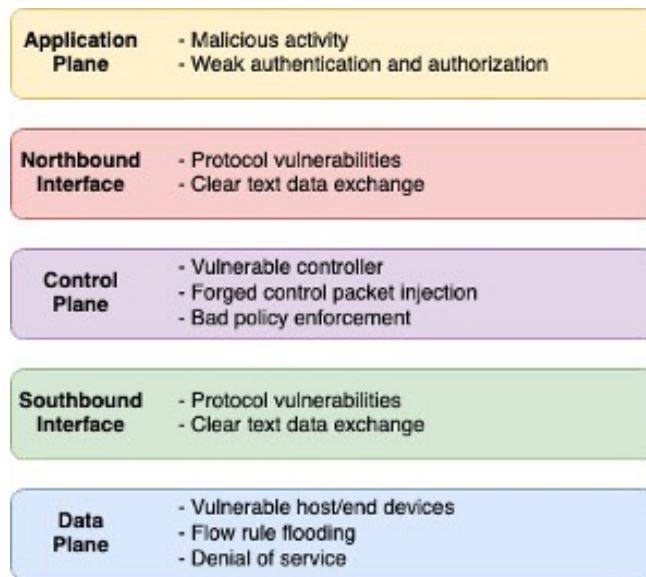 Application
Plane
- Malicious activity
- Weak authentication and authorization
Northbound
Interface
- Protocol vulnerabilities
- Clear text data exchange
Control
Plane
- Vulnerable controller
- Forged control packet injection
- Bad policy enforcement
Southbound
Interface
- Protocol vulnerabilities
- Clear text data exchange
Data
Plane
- Vulnerable host/end devices
- Flow rule flooding
- Denial of service